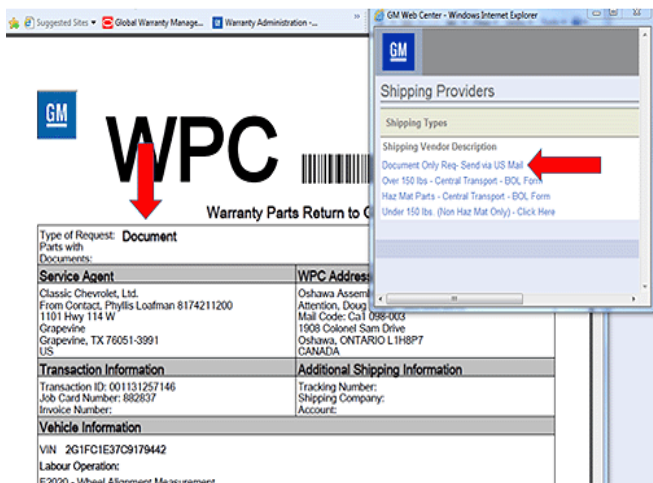 Suggested Sites
Global Warranty Manage...
Warranty Administration -...
»
GM Web Center - Windows Internet Explorer
GM
Shipping Providers
Shipping Types
Shipping Vendor Description
Document Only Req- Send via US Mail
Over 150 lbs - Central Transport - BOL Form
Haz Mat Parts - Central Transport - BOL Form
Under 150 lbs. (Non Haz Mat Only) - Click Here
GM
WPC
Warranty Parts Return to
Type of Request: Document
Parts with
Documents:
Service Agent
WPC Address
Classic Chevrolet, Ltd.
From Contact, Phyllis Loafman 8174211200
1101 Hwy 114 W
Grapevine
Grapevine, TX 76051-3991
US
Oshawa
Attention, Doug
Mail Code: Ca1 098-003
1908 Colonel Sam Drive
Oshawa, ONTARIO L1H8P7
CANADA
Transaction Information
Additional Shipping Information
Transaction ID: 001131257146
Job Card Number: 882837
Invoice Number:
Tracking Number:
Shipping Company:
Account:
Vehicle Information
VIN 2G1FC1E37C9179442
Labour Operation:
E2020 - Wheel Alignment Measurement